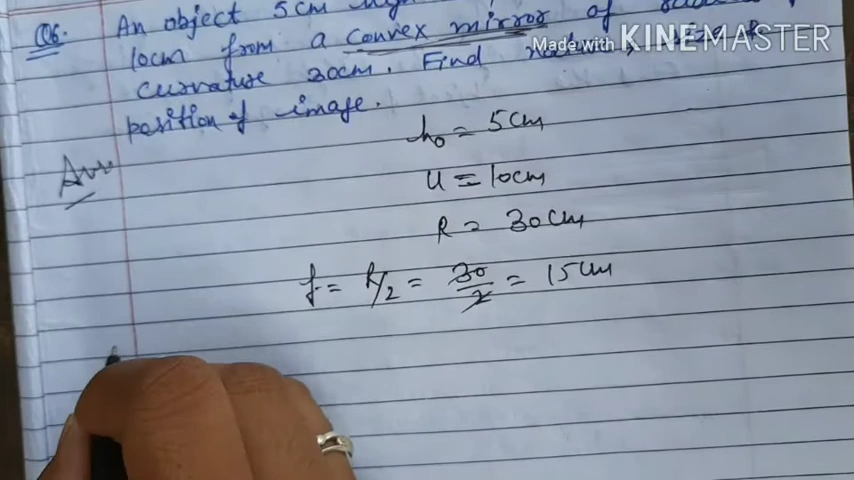 Q6. An object 5cm
10cm from a convex mirror of
curvature 30cm. Find
position of image.
Made with KINEMASTER
Ans
h₀ = 5cm
u = 10cm
R = 30cm
f = R/2 = 30/2 = 15cm